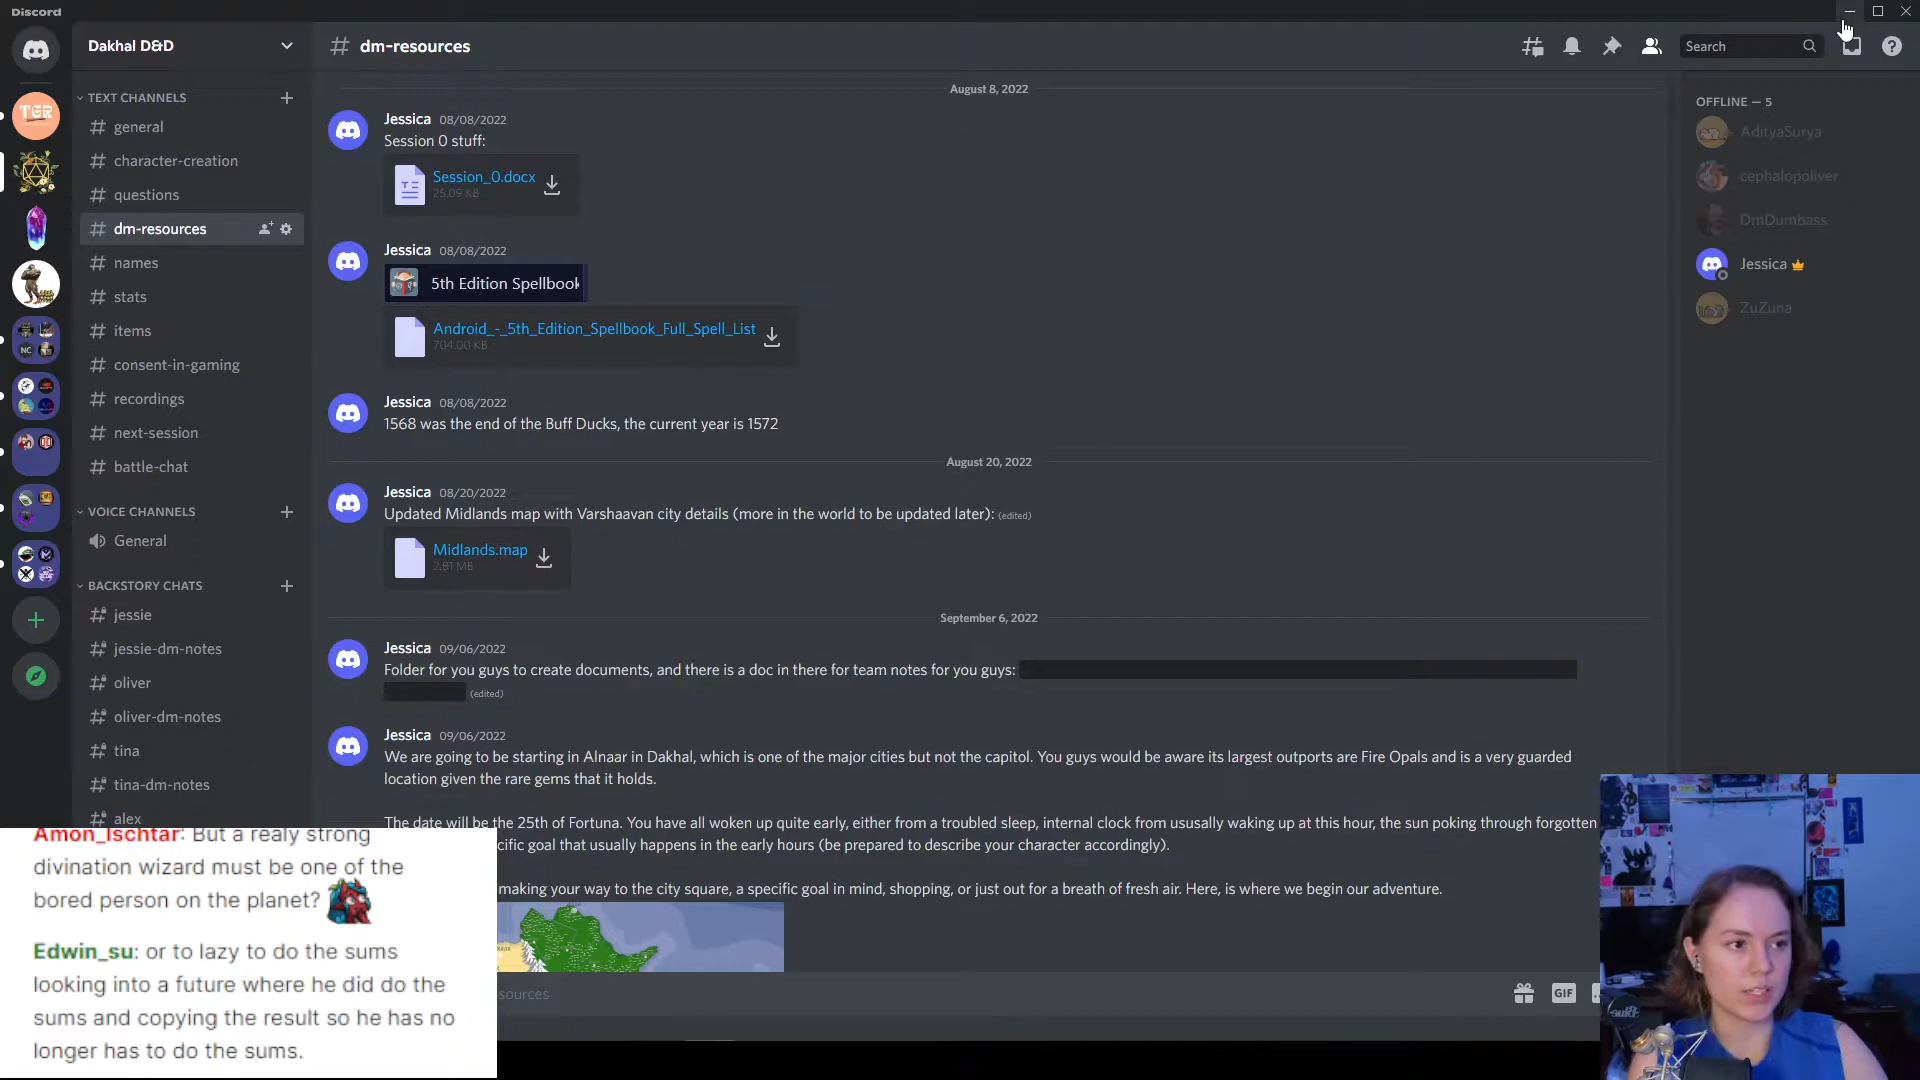 Discord
TGR
NC
Dakhal D&D
TEXT CHANNELS
general
character-creation
questions
dm-resources
names
stats
items
consent-in-gaming
recordings
next-session
battle-chat
VOICE CHANNELS
General
BACKSTORY CHATS
jessie
jessie-dm-notes
oliver
oliver-dm-notes
tina
tina-dm-notes
alex
# dm-resources
Search
August 8, 2022
Jessica 08/08/2022
Session 0 stuff:
Session_0.docx
25.09 KB
Jessica 08/08/2022
5th Edition Spellbook
Android_-_5th_Edition_Spellbook_Full_Spell_List
704.00 KB
Jessica 08/08/2022
1568 was the end of the Buff Ducks, the current year is 1572
August 20, 2022
Jessica 08/20/2022
Updated Midlands map with Varshaavan city details (more in the world to be updated later): (edited)
Midlands.map
2.81 MB
September 6, 2022
Jessica 09/06/2022
Folder for you guys to create documents, and there is a doc in there for team notes for you guys:
(edited)
Jessica 09/06/2022
We are going to be starting in Alnaar in Dakhal, which is one of the major cities but not the capitol. You guys would be aware its largest outports are Fire Opals and is a very guarded
location given the rare gems that it holds.
The date will be the 25th of Fortuna. You have all woken up quite early, either from a troubled sleep, internal clock from ususally waking up at this hour, the sun poking through forgotten
cific goal that usually happens in the early hours (be prepared to describe your character accordingly).
making your way to the city square, a specific goal in mind, shopping, or just out for a breath of fresh air. Here, is where we begin our adventure.
sources
GIF
OFFLINE — 5
AdityaSurya
cephalopoliver
DmDumbass
Jessica
ZuZuna
Amon_Ischtar: But a realy strong
divination wizard must be one of the
bored person on the planet?
Edwin_su: or to lazy to do the sums
looking into a future where he did do the
sums and copying the result so he has no
longer has to do the sums.